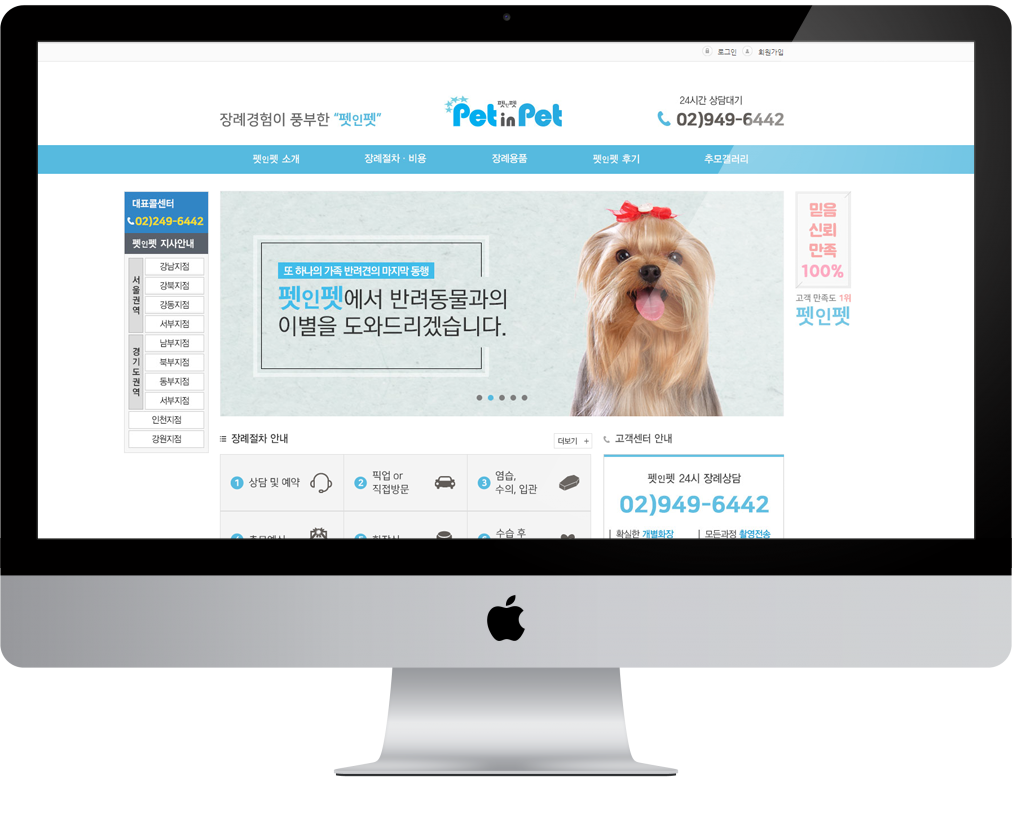 로그인 회원가입
장례경험이 풍부한 “펫인펫”
펫인펫
Pet in Pet
24시간 상담대기
02)949-6442
펫인펫 소개 장례절차 · 비용 장례용품 펫인펫 후기 추모갤러리
대표콜센터
02)249-6442
펫인펫 지사안내
서울권역
강남지점
강북지점
강동지점
서부지점
경기도권역
남부지점
북부지점
동부지점
서부지점
인천지점
강원지점
또 하나의 가족 반려견의 마지막 동행
펫인펫에서 반려동물과의
이별을 도와드리겠습니다.
믿음
신뢰
만족
100%
고객 만족도 1위
펫인펫
장례절차 안내
더보기 +
1 상담 및 예약
2 픽업 or
직접방문
3 염습,
수의, 입관
수습 후
고객센터 안내
펫인펫 24시 장례상담
02)949-6442
확실한 개별화장
모든과정 촬영전송